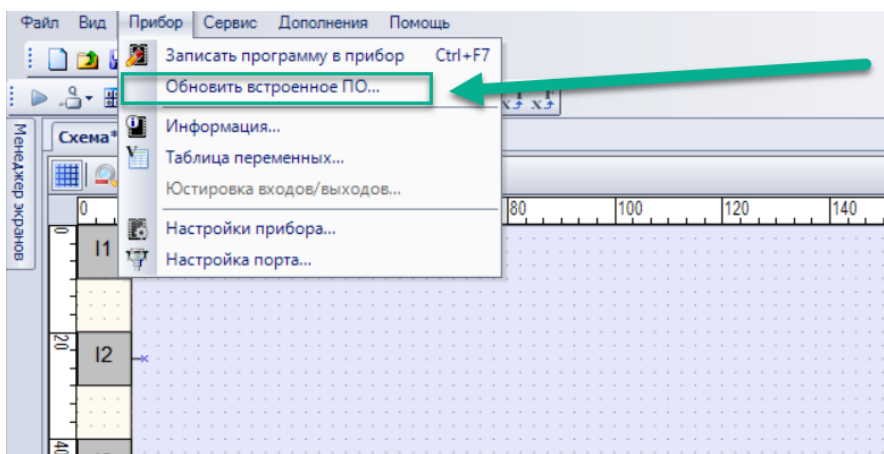 Файл Вид Прибор Сервис Дополнения Помощь
Записать программу в прибор Ctrl+F7
Обновить встроенное ПО...
Информация...
Таблица переменных...
Юстировка входов/выходов...
Настройки прибора...
Настройка порта...
Менеджер экранов
Схема*
0 80 100 120 140
0
I1
20
I2
40